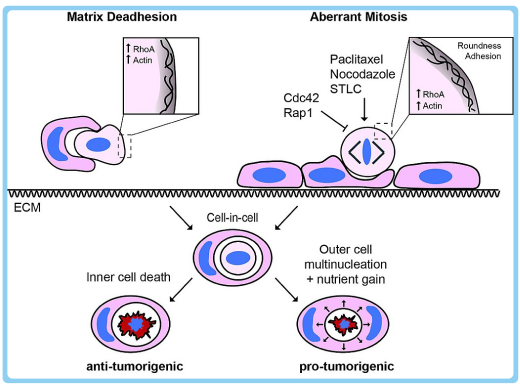 Matrix Deadhesion
Aberrant Mitosis
↑ RhoA
↑ Actin
Roundness
Adhesion
↑ RhoA
↑ Actin
Paclitaxel
Nocodazole
STLC
Cdc42
Rap1
ECM
Cell-in-cell
Inner cell death
Outer cell
multinucleation
+ nutrient gain
anti-tumorigenic
pro-tumorigenic